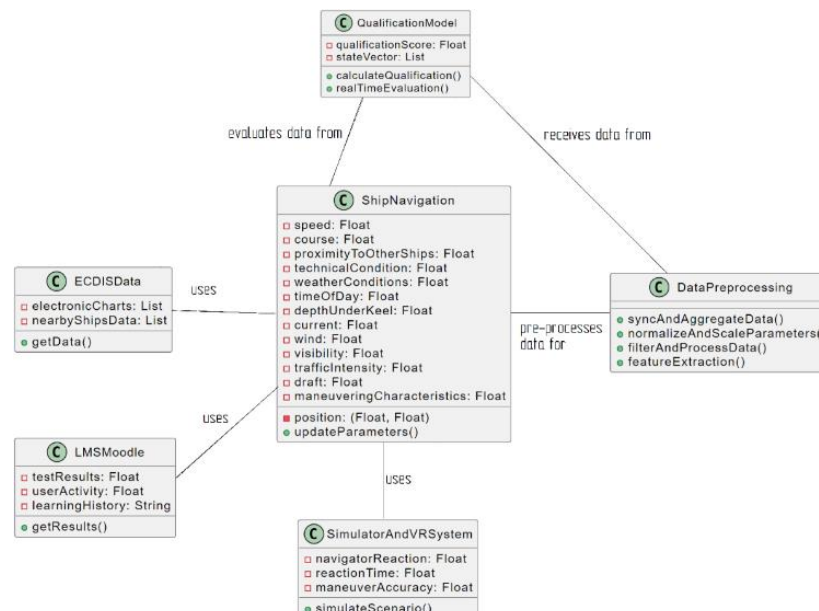 C QualificationModel
qualificationScore: Float
stateVector: List
calculateQualification()
realTimeEvaluation()
evaluates data from
receives data from
C ShipNavigation
speed: Float
course: Float
proximityToOtherShips: Float
technicalCondition: Float
weatherConditions: Float
timeOfDay: Float
depthUnderKeel: Float
current: Float
wind: Float
visibility: Float
trafficIntensity: Float
draft: Float
maneuveringCharacteristics: Float
position: (Float, Float)
updateParameters()
C ECDISData
electronicCharts: List
nearbyShipsData: List
getData()
uses
C DataPreprocessing
syncAndAggregateData()
normalizeAndScaleParameters(
filterAndProcessData()
featureExtraction()
pre-processes
data for
uses
C LMSMoodle
testResults: Float
userActivity: Float
learningHistory: String
getResults()
uses
C SimulatorAndVRSystem
navigatorReaction: Float
reactionTime: Float
maneuverAccuracy: Float
simulateScenario()